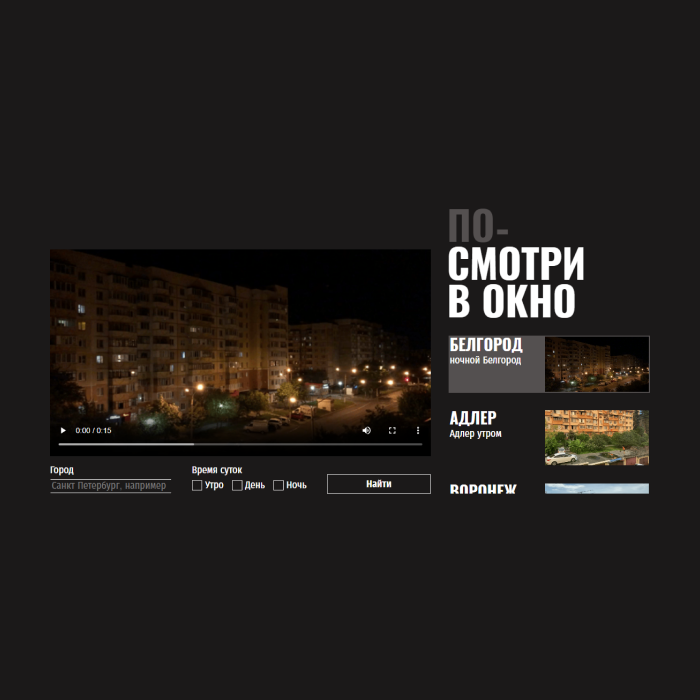 ПО-
СМОТРИ
В ОКНО
0:00 / 0:15
Город
Санкт Петербург, например
Время суток
Утро День Ночь
Найти
БЕЛГОРОД
ночной Белгород
АДЛЕР
Адлер утром
ВОРОНЕЖ